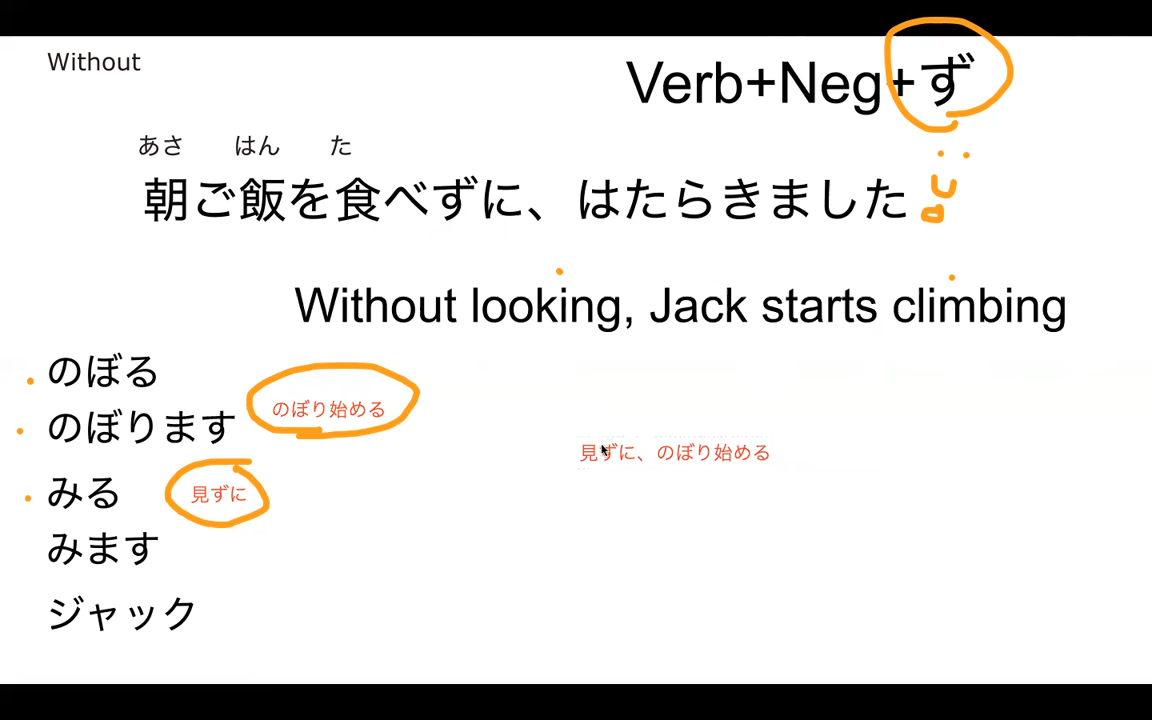 Without
Verb+Neg+ず
あさ はん た
朝ご飯を食べずに、はたらきました
Without looking, Jack starts climbing
のぼる
のぼり始める
のぼります
見ずに、のぼり始める
みる
見ずに
みます
ジャック